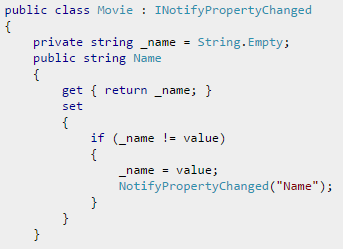 public class Movie : INotifyPropertyChanged
{
    private string _name = String.Empty;
    public string Name
    {
        get { return _name; }
        set
        {
            if (_name != value)
            {
                _name = value;
                NotifyPropertyChanged("Name");
            }
        }
    }